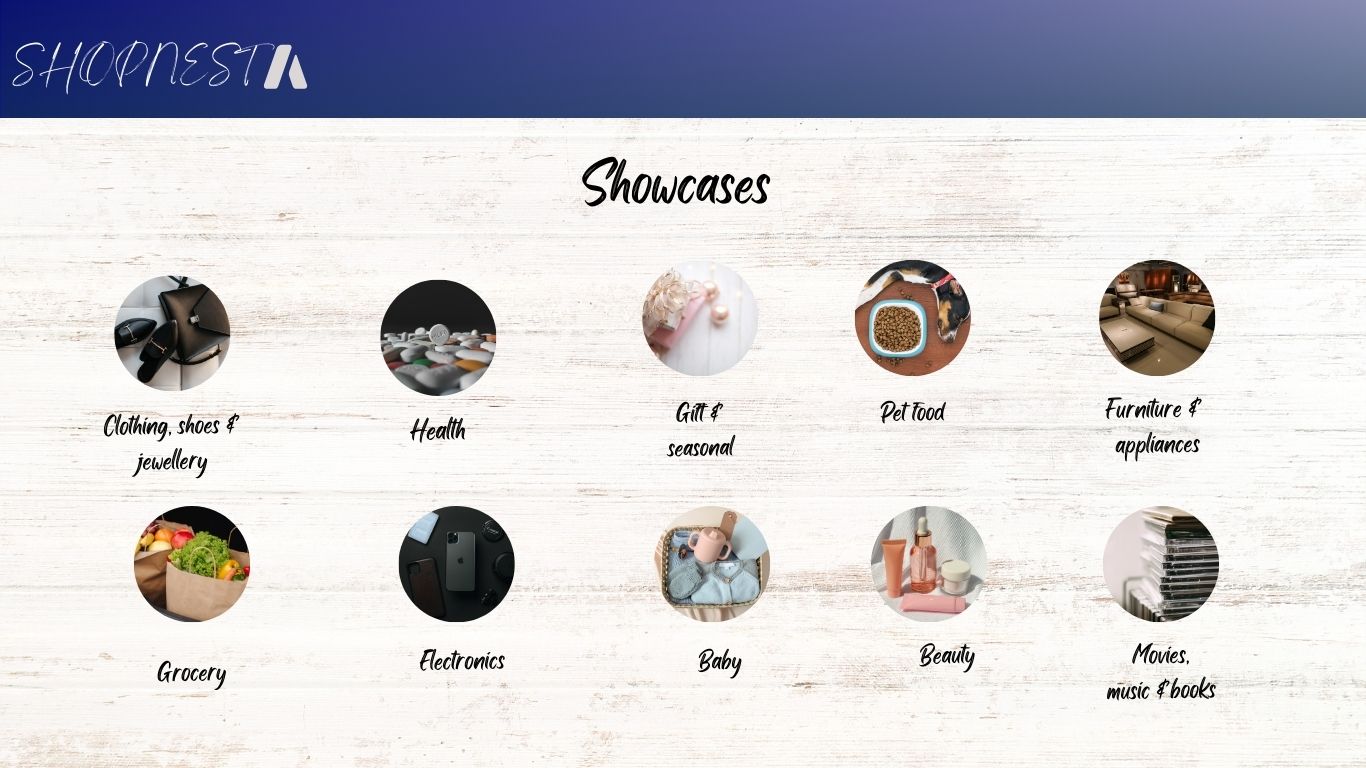 SHOPNEST
Showcases
Clothing, shoes &
jewellery
Health
Gift &
seasonal
Pet food
Furniture &
appliances
Grocery
Electronics
Baby
Beauty
Movies,
music & books